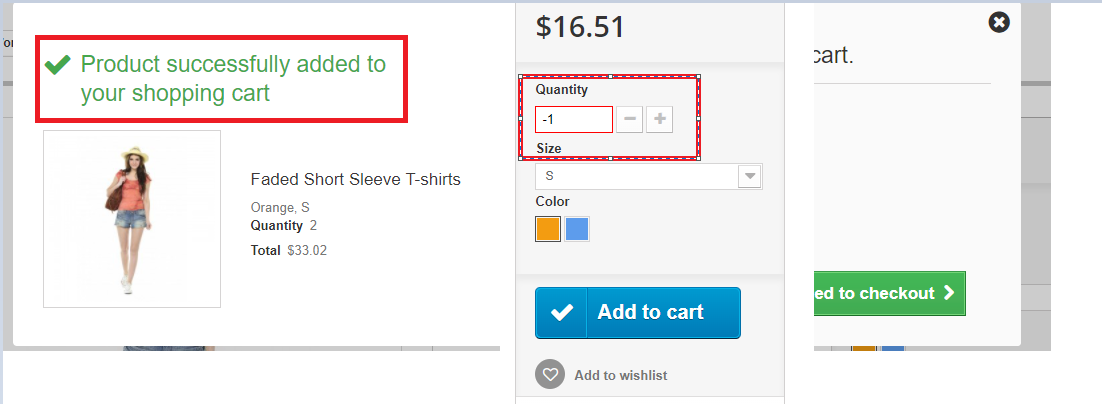 Product successfully added to
your shopping cart
Faded Short Sleeve T-shirts
Orange, S
Quantity 2
Total $33.02
$16.51
Quantity
-1
Size
S
Color
Add to cart
Add to wishlist
cart.
ed to checkout